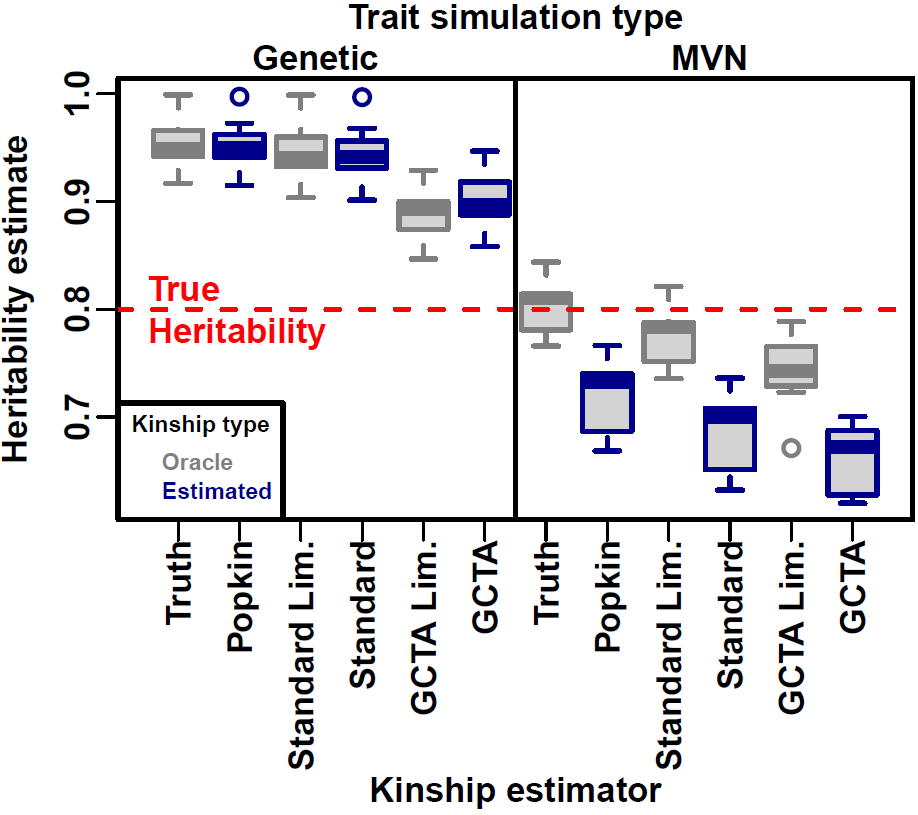 Trait simulation type
Genetic
MVN
Heritability estimate
1.0
0.9
0.8
0.7
True
Heritability
Kinship type
Oracle
Estimated
Truth
Popkin
Standard Lim.
Standard
GCTA Lim.
GCTA
Truth
Popkin
Standard Lim.
Standard
GCTA Lim.
GCTA
Kinship estimator